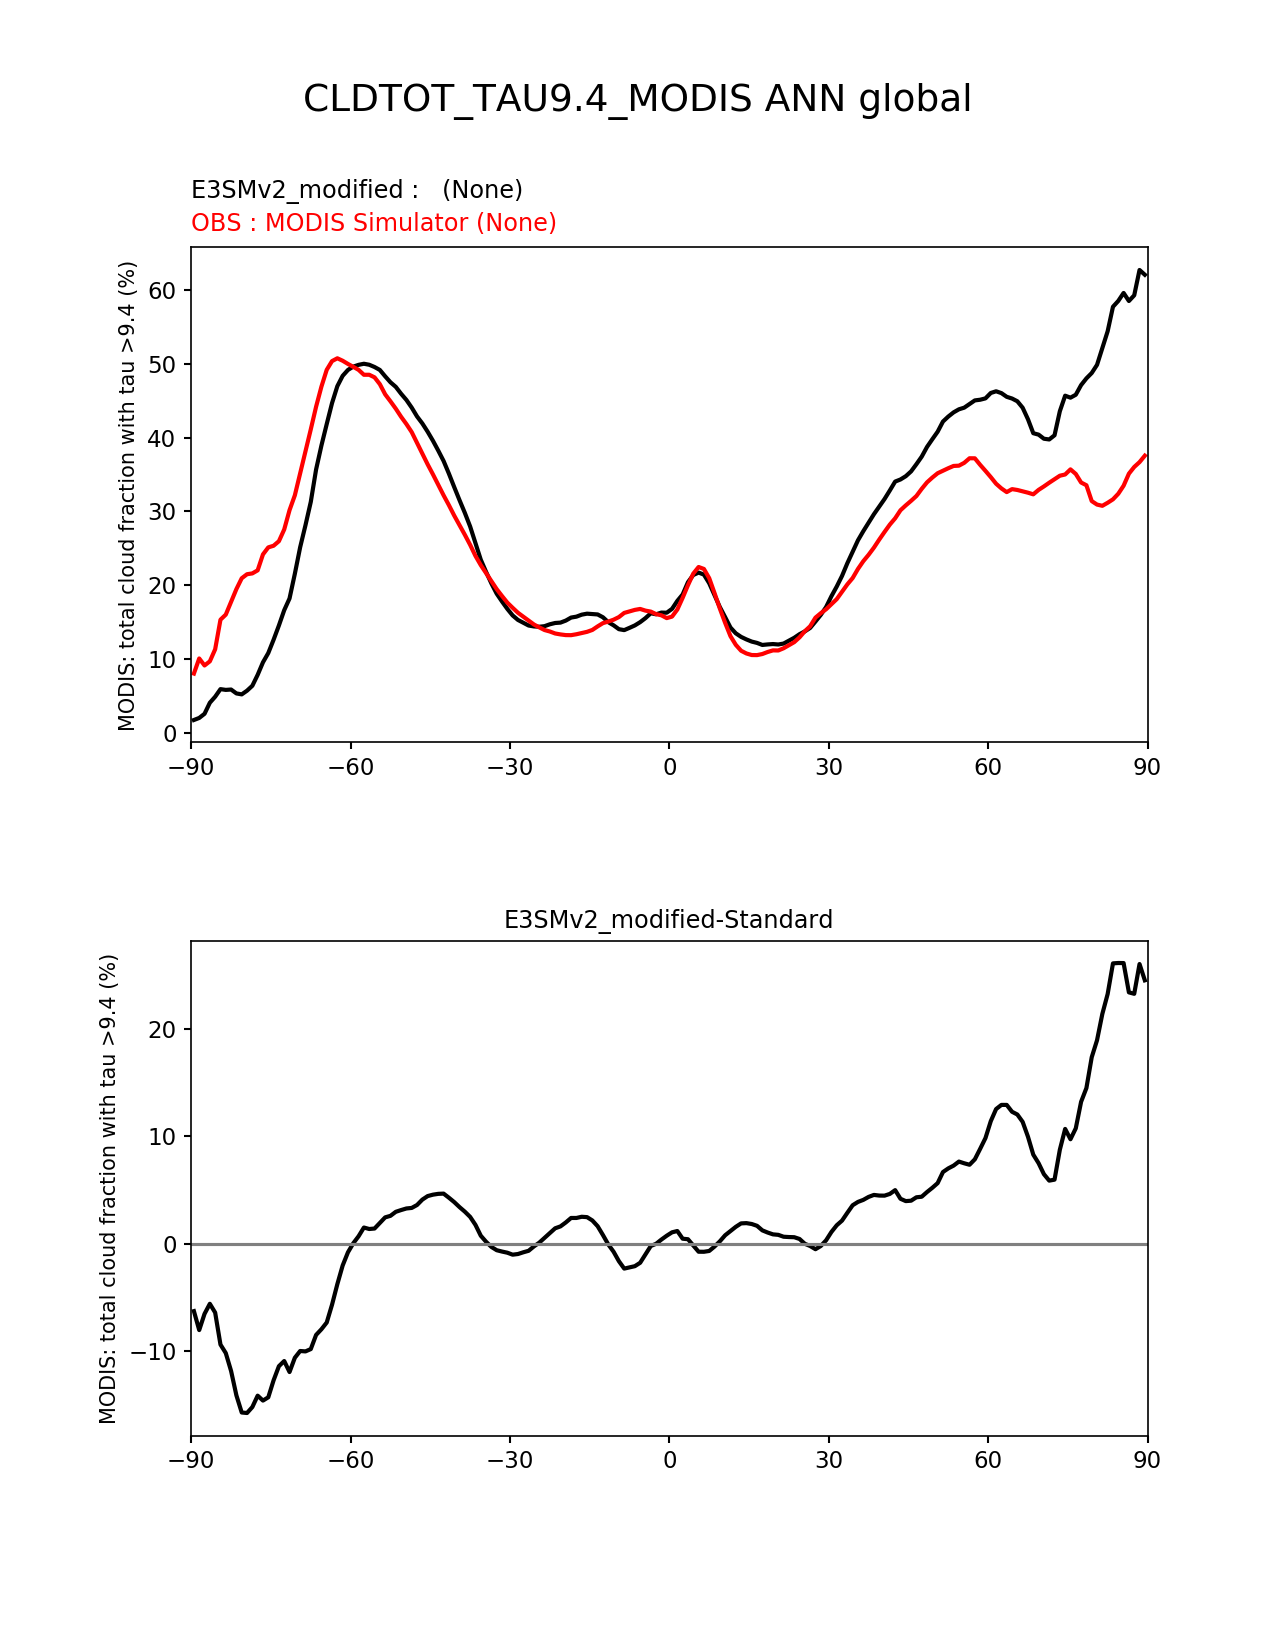 CLDTOT_TAU9.4_MODIS ANN global
E3SMv2_modified :   (None)
OBS : MODIS Simulator (None)
MODIS: total cloud fraction with tau >9.4 (%)
60
50
40
30
20
10
0
−90 −60 −30 0 30 60 90
E3SMv2_modified-Standard
MODIS: total cloud fraction with tau >9.4 (%)
20
10
0
−10
−90 −60 −30 0 30 60 90